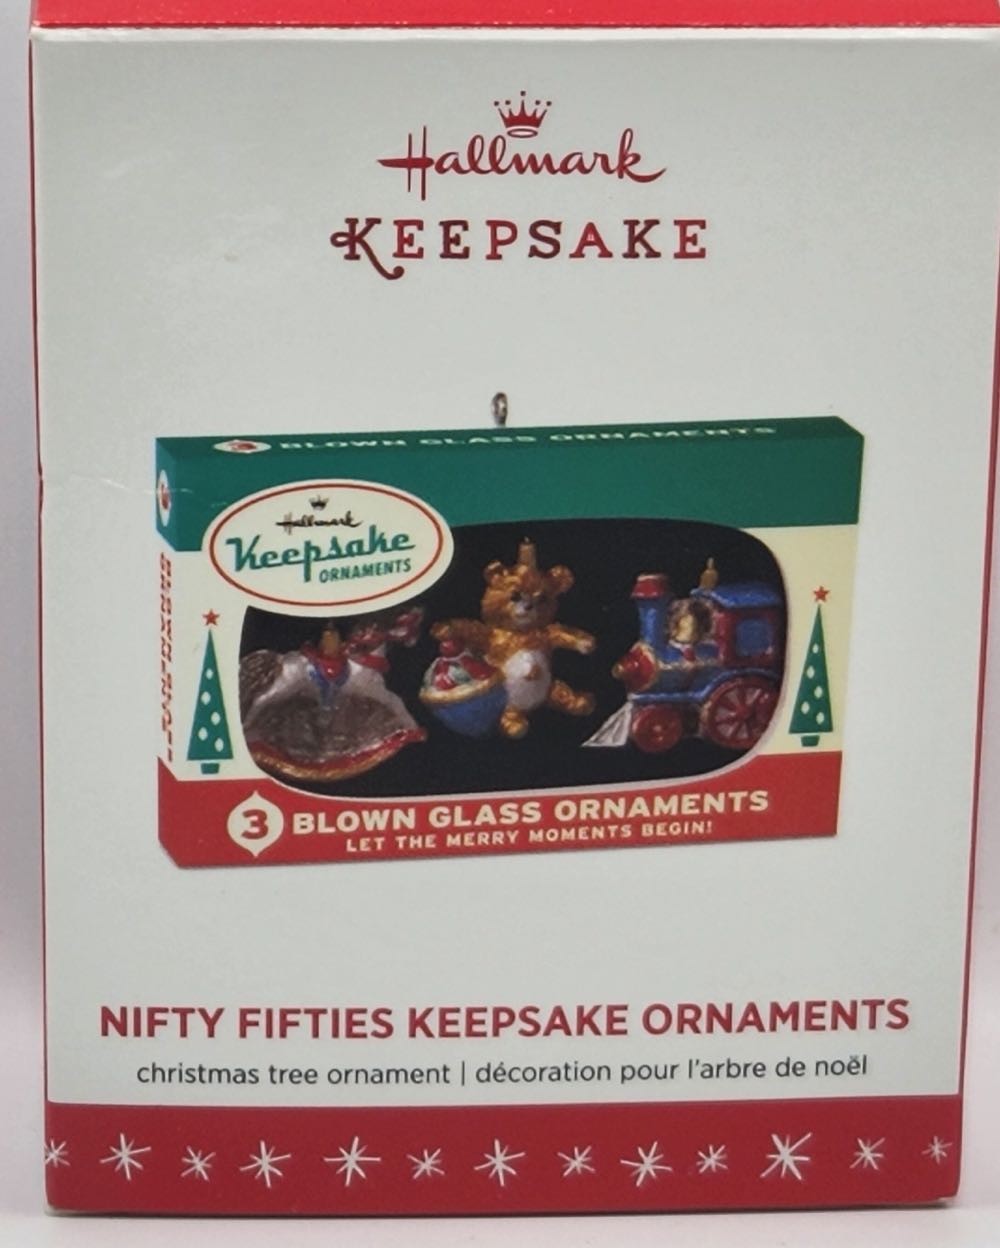 Hallmark
KEEPSAKE
3 BLOWN GLASS ORNAMENTS
Hallmark
Keepsake
ORNAMENTS
3 BLOWN GLASS ORNAMENTS
LET THE MERRY MOMENTS BEGIN!
NIFTY FIFTIES KEEPSAKE ORNAMENTS
christmas tree ornament | décoration pour l'arbre de noël